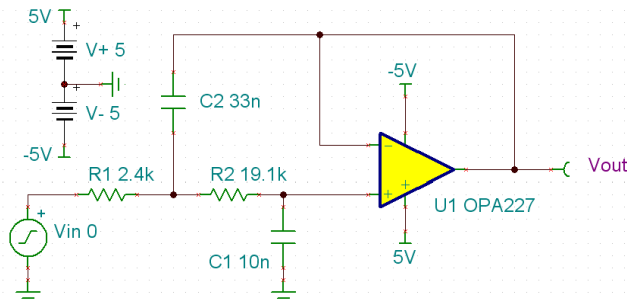 5V
+
V+ 5
+
V- 5
-5V
C2 33n
-5V
R1 2.4k
R2 19.1k
−
+
+
Vout
U1 OPA227
+
Vin 0
C1 10n
5V